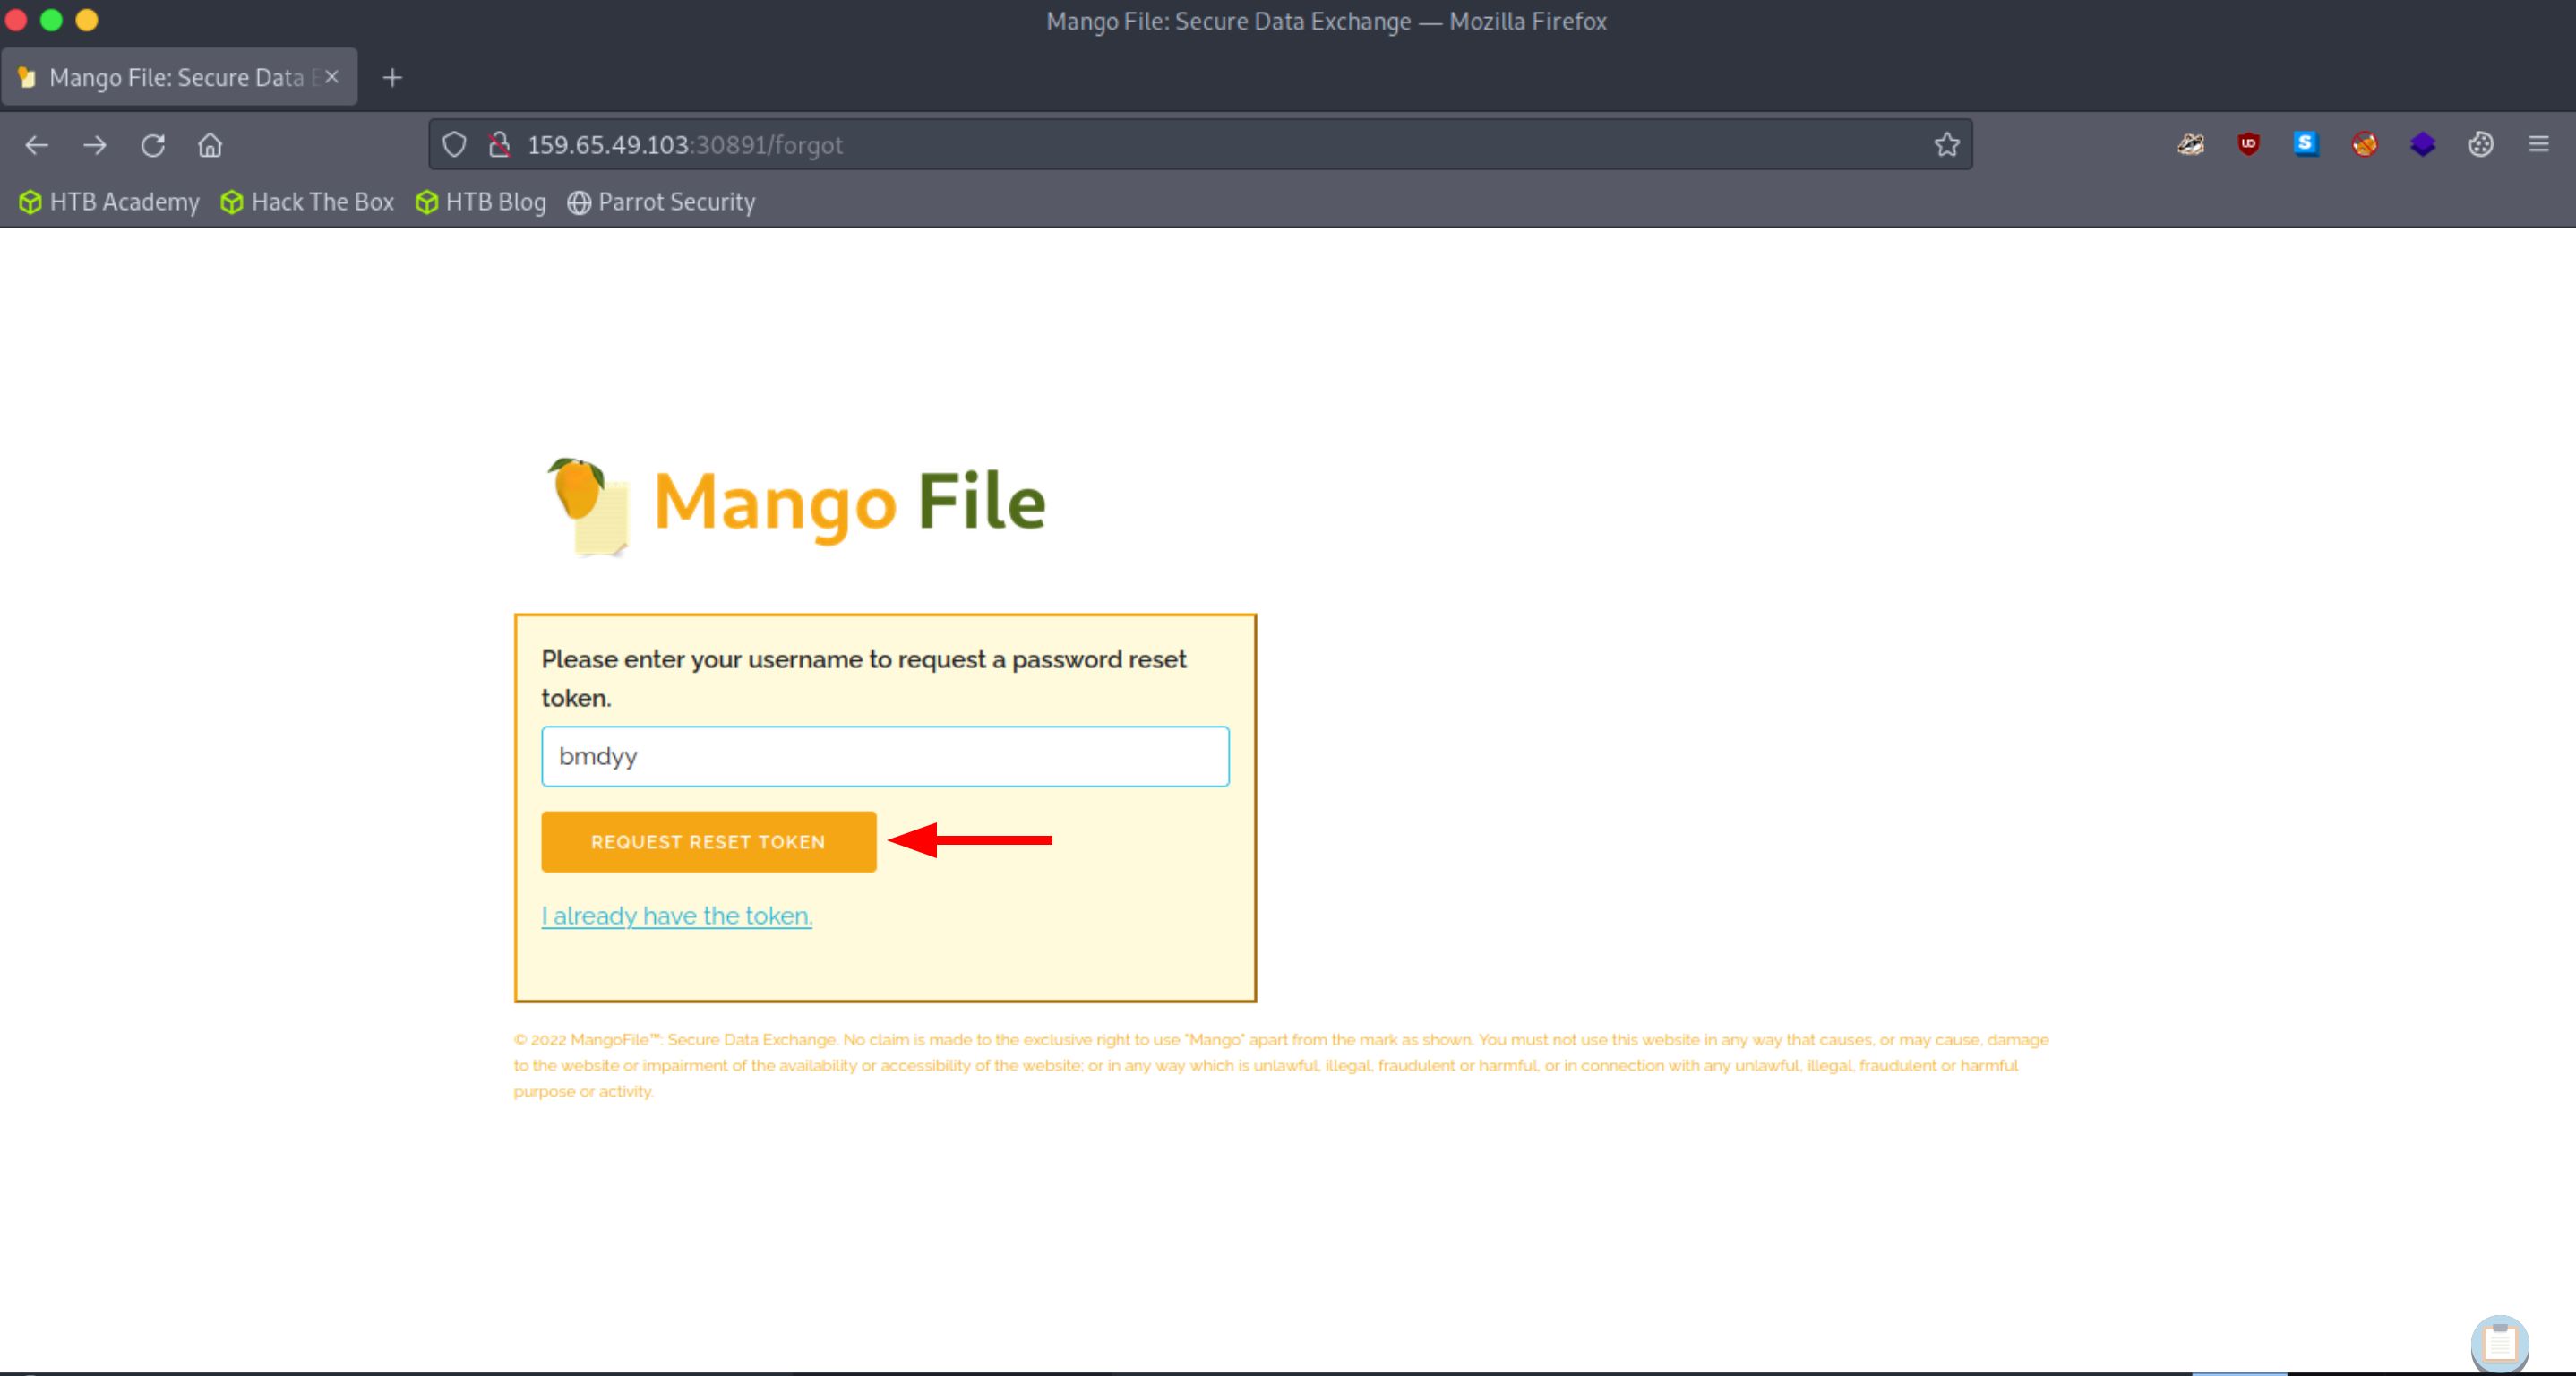 Mango File: Secure Data Exchange — Mozilla Firefox
Mango File: Secure Data E
159.65.49.103:30891/forgot
HTB Academy Hack The Box HTB Blog Parrot Security
Mango File
Please enter your username to request a password reset
token.
bmdyy
REQUEST RESET TOKEN
I already have the token.
© 2022 MangoFile™: Secure Data Exchange. No claim is made to the exclusive right to use "Mango" apart from the mark as shown. You must not use this website in any way that causes, or may cause, damage
to the website or impairment of the availability or accessibility of the website; or in any way which is unlawful, illegal, fraudulent or harmful, or in connection with any unlawful, illegal, fraudulent or harmful
purpose or activity.